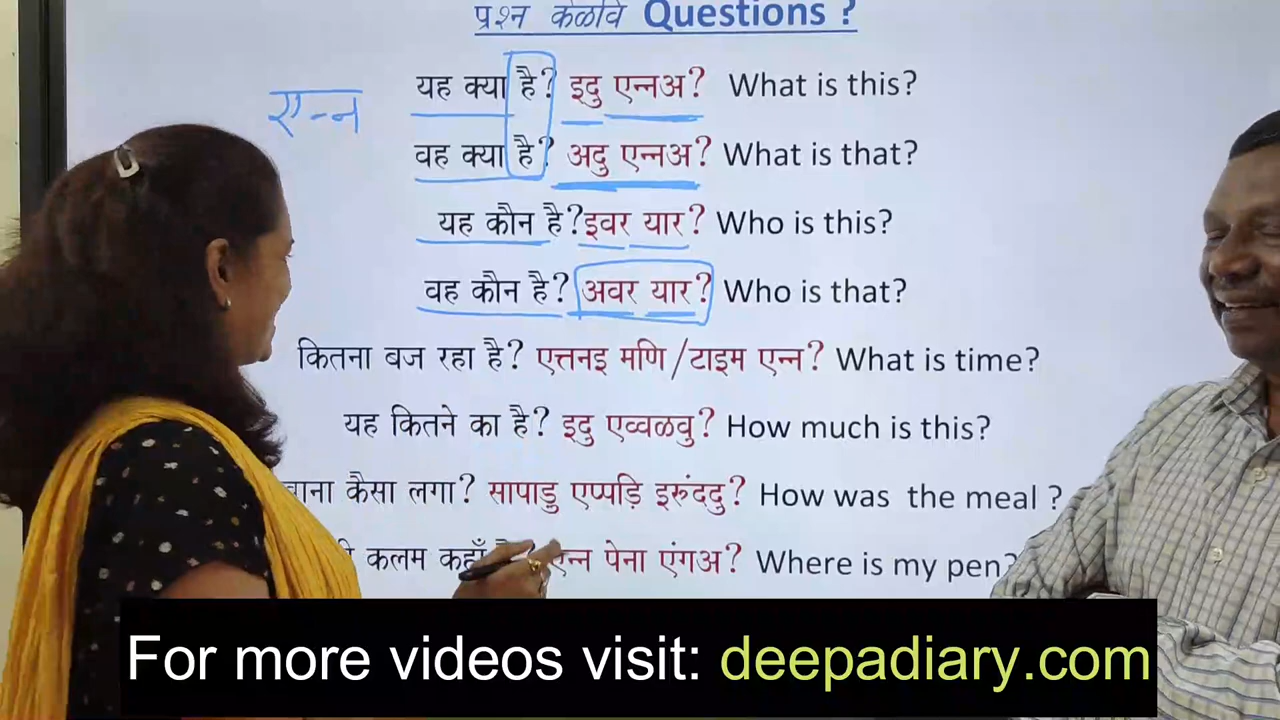 प्रश्न केळवि Questions ?
एन्न
यह क्या है? इदु एन्नअ? What is this?
वह क्या है? अदु एन्नअ? What is that?
यह कौन है?इवर यार? Who is this?
वह कौन है? अवर यार? Who is that?
कितना बज रहा है? एत्तनइ मणि/टाइम एन्न? What is time?
यह कितने का है? इदु एव्वळवु? How much is this?
कैसा लगा? सापाडु एप्पड़ि इरुंददु? How was the meal ?
कलम कहाँ पेना एंगअ? Where is my pen?
For more videos visit: deepadiary.com